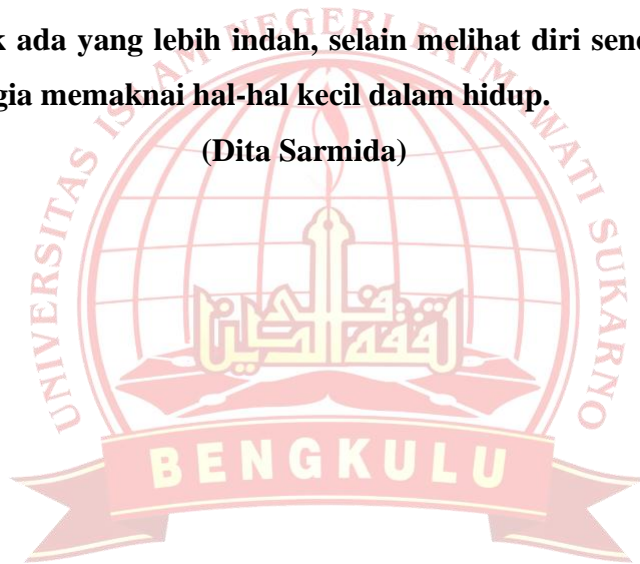 k ada yang lebih indah, selain melihat diri send
gia memaknai hal-hal kecil dalam hidup.
(Dita Sarmida)
UNIVERSITAS ISLAM NEGERI FATMAWATI SUKARNO
BENGKULU